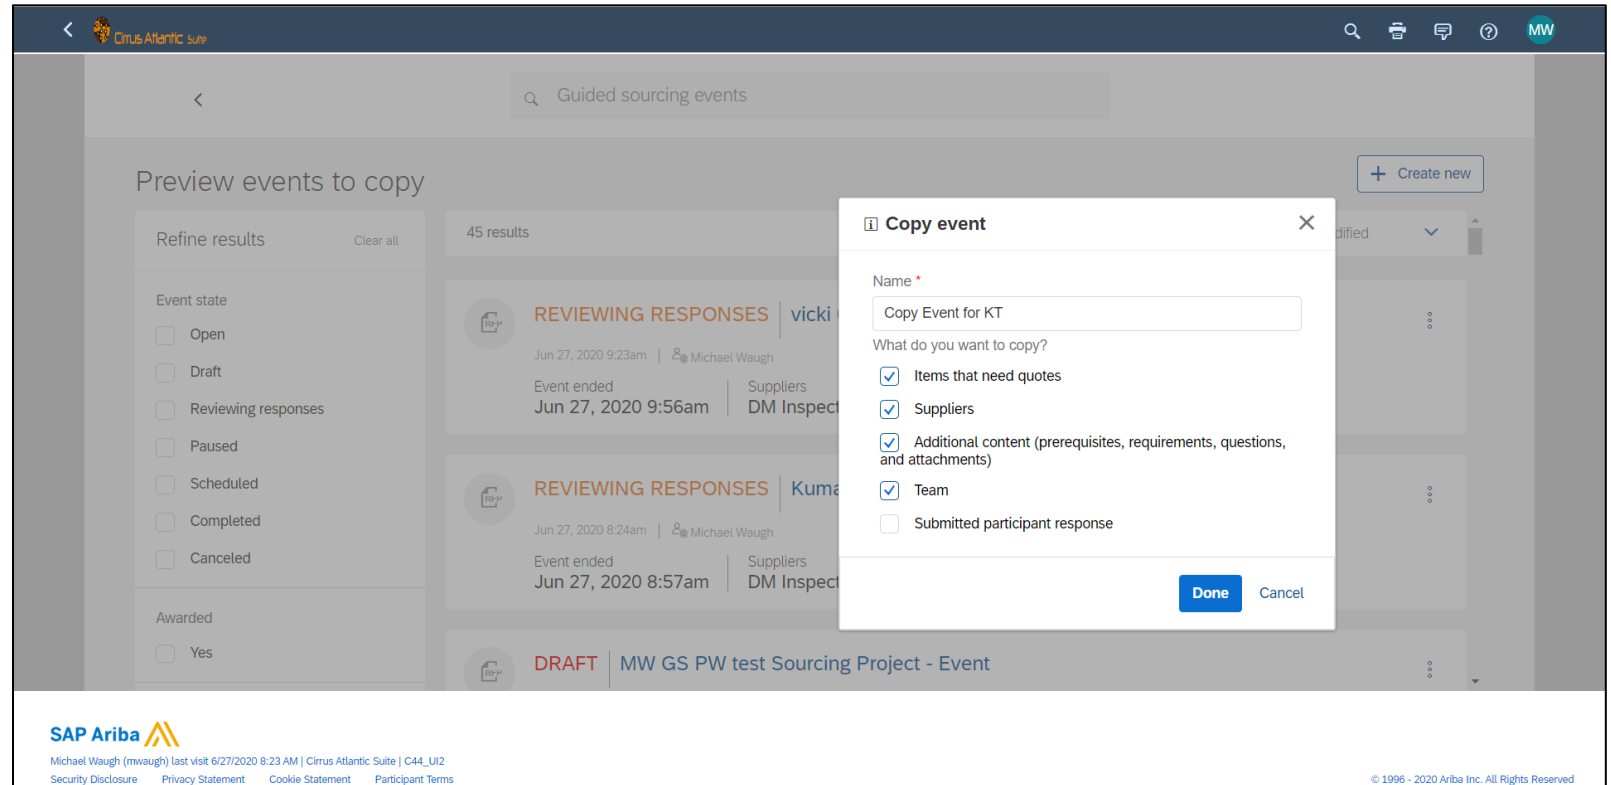 Cirrus Atlantic Suite
MW
Guided sourcing events
Preview events to copy
+ Create new
Refine results
Clear all
Event state
Open
Draft
Reviewing responses
Paused
Scheduled
Completed
Canceled
Awarded
Yes
45 results
dified
RFP
REVIEWING RESPONSES | vicki
Jun 27, 2020 9:23am | Michael Waugh
Event ended
Jun 27, 2020 9:56am
Suppliers
DM Inspect
RFP
REVIEWING RESPONSES | Kuma
Jun 27, 2020 8:24am | Michael Waugh
Event ended
Jun 27, 2020 8:57am
Suppliers
DM Inspect
RFP
DRAFT | MW GS PW test Sourcing Project - Event
Copy event
Name *
Copy Event for KT
What do you want to copy?
Items that need quotes
Suppliers
Additional content (prerequisites, requirements, questions,
and attachments)
Team
Submitted participant response
Done
Cancel
SAP Ariba
Michael Waugh (mwaugh) last visit 6/27/2020 8:23 AM | Cirrus Atlantic Suite | C44_UI2
Security Disclosure Privacy Statement Cookie Statement Participant Terms
© 1996 - 2020 Ariba Inc. All Rights Reserved